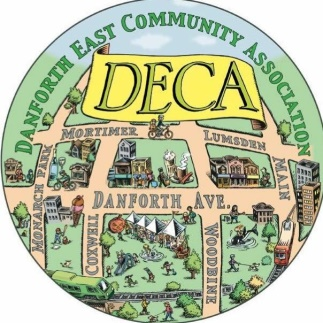 DANFORTH EAST COMMUNITY ASSOCIATION
DECA
MORTIMER
LUMSDEN
MONARCH PARK
MAIN
DANFORTH AVE.
COXWELL
WOODBINE